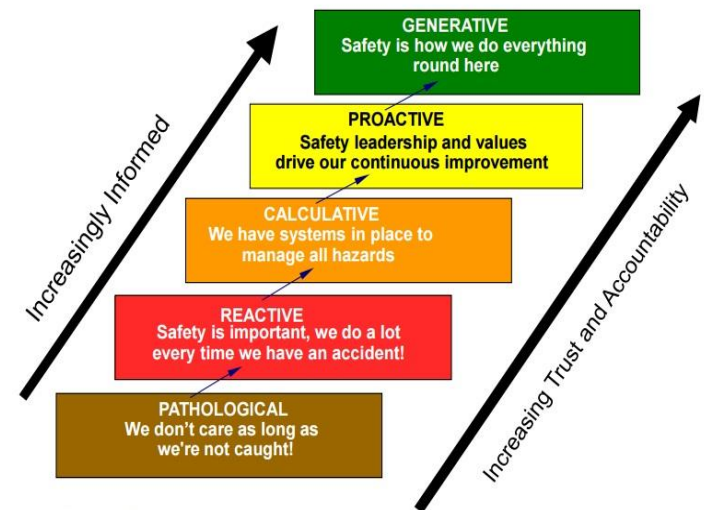 GENERATIVE
Safety is how we do everything
round here
PROACTIVE
Safety leadership and values
drive our continuous improvement
CALCULATIVE
We have systems in place to
manage all hazards
REACTIVE
Safety is important, we do a lot
every time we have an accident!
PATHOLOGICAL
We don’t care as long as
we're not caught!
Increasingly Informed
Increasing Trust and Accountability